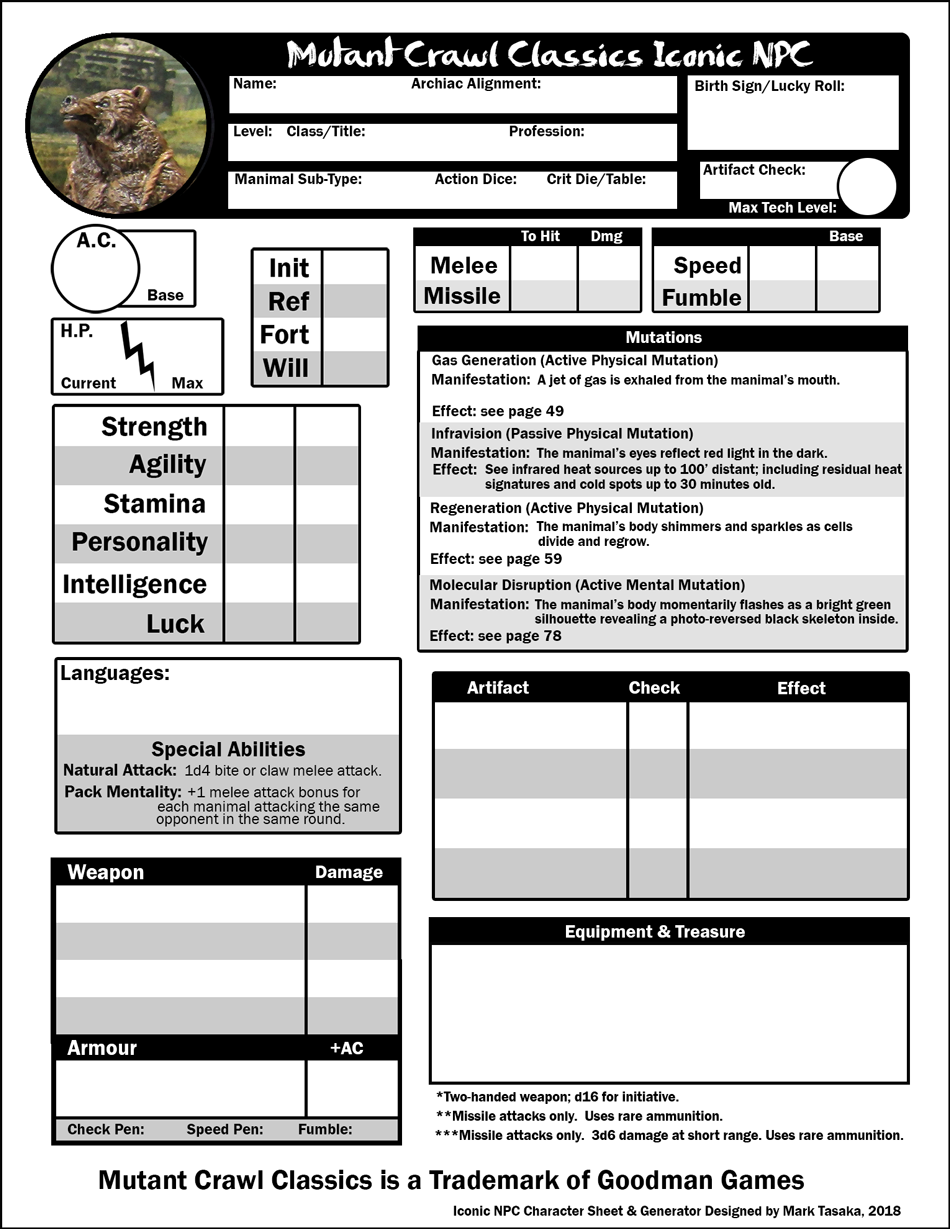 Mutant Crawl Classics Iconic NPC
Name: Archiac Alignment:
Birth Sign/Lucky Roll:
Level: Class/Title: Profession:
Manimal Sub-Type: Action Dice: Crit Die/Table:
Artifact Check:
Max Tech Level:
A.C.
Base
H.P.
Current Max
Init
Ref
Fort
Will
To Hit Dmg
Melee
Missile
Base
Speed
Fumble
Strength
Agility
Stamina
Personality
Intelligence
Luck
Mutations
Gas Generation (Active Physical Mutation)
Manifestation: A jet of gas is exhaled from the manimal's mouth.
Effect: see page 49
Infravision (Passive Physical Mutation)
Manifestation: The manimal's eyes reflect red light in the dark.
Effect: See infrared heat sources up to 100' distant; including residual heat
signatures and cold spots up to 30 minutes old.
Regeneration (Active Physical Mutation)
Manifestation: The manimal's body shimmers and sparkles as cells
divide and regrow.
Effect: see page 59
Molecular Disruption (Active Mental Mutation)
Manifestation: The manimal's body momentarily flashes as a bright green
silhouette revealing a photo-reversed black skeleton inside.
Effect: see page 78
Languages:
Special Abilities
Natural Attack: 1d4 bite or claw melee attack.
Pack Mentality: +1 melee attack bonus for
each manimal attacking the same
opponent in the same round.
Artifact Check Effect
Weapon Damage
Armour +AC
Check Pen: Speed Pen: Fumble:
Equipment & Treasure
*Two-handed weapon; d16 for initiative.
**Missile attacks only. Uses rare ammunition.
***Missile attacks only. 3d6 damage at short range. Uses rare ammunition.
Mutant Crawl Classics is a Trademark of Goodman Games
Iconic NPC Character Sheet & Generator Designed by Mark Tasaka, 2018